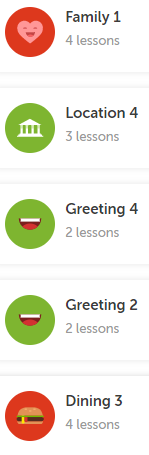 Family 1
4 lessons
Location 4
3 lessons
Greeting 4
2 lessons
Greeting 2
2 lessons
Dining 3
4 lessons